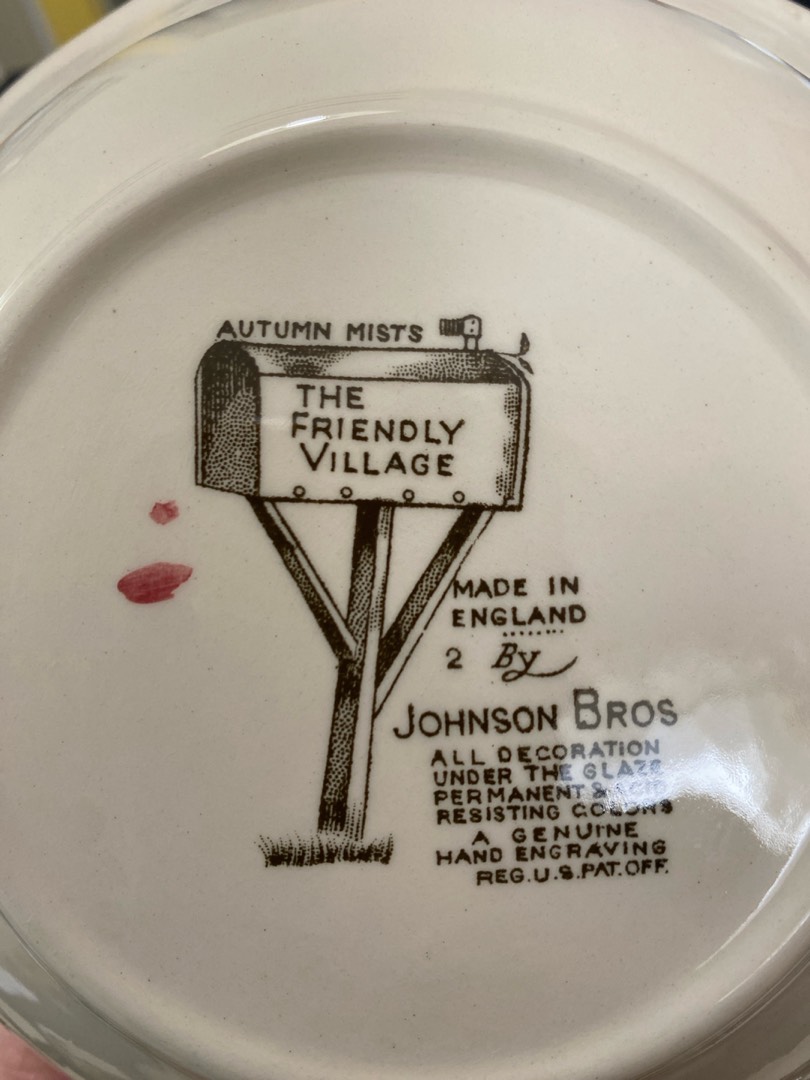 AUTUMN MISTS
THE
FRIENDLY
VILLAGE
MADE IN
ENGLAND
2 By
JOHNSON BROS
ALL DECORATION
UNDER THE GLAZE
PERMANENT & ACID
RESISTING COLORS
A GENUINE
HAND ENGRAVING
REG.U.S.PAT.OFF.